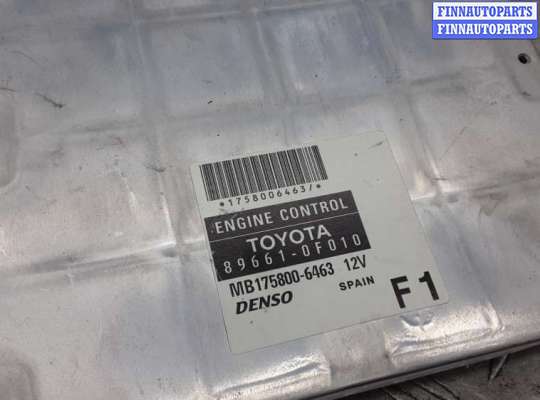 FINNAUTOPARTS
FINNAUTOPARTS
*1758006463/*
ENGINE CONTROL
TOYOTA
89661-0F010
MB175800-6463 12V
DENSO SPAIN F1